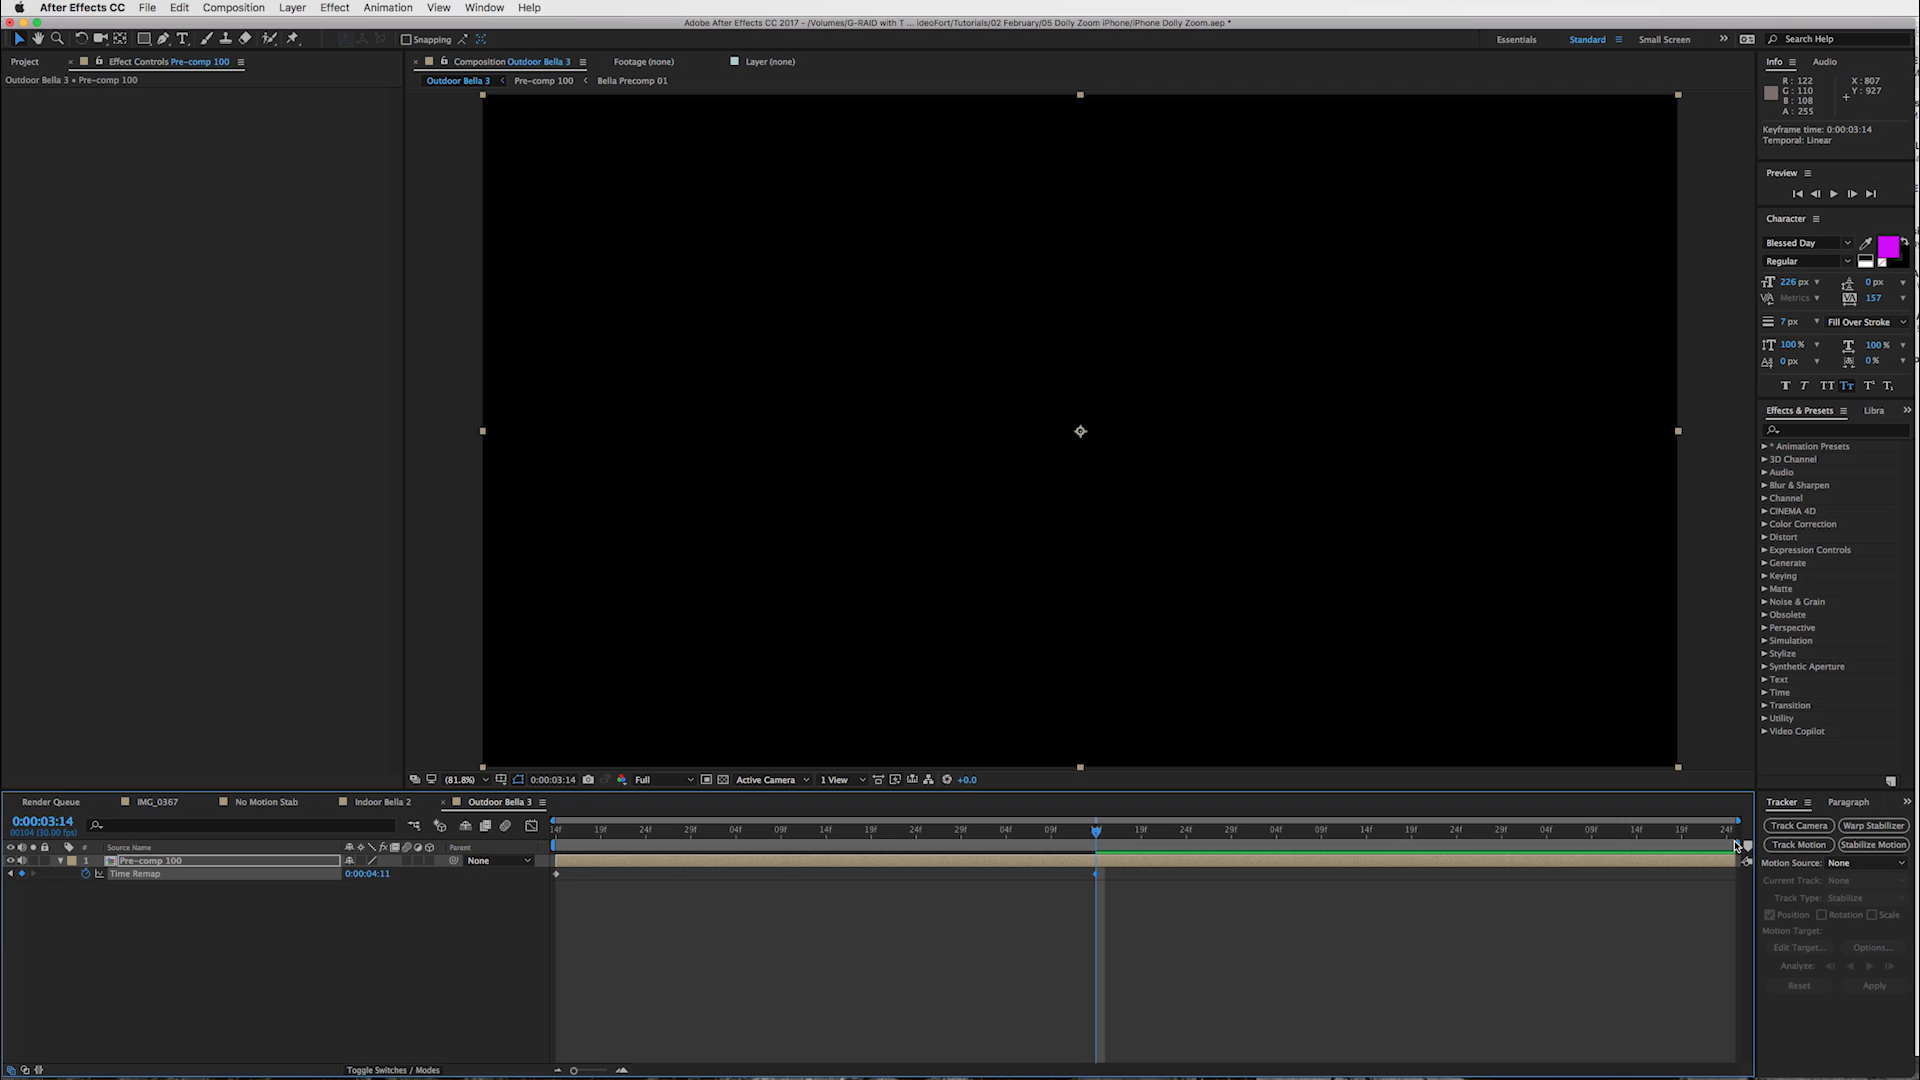 After Effects CC File Edit Composition Layer Effect Animation View Window Help
Adobe After Effects CC 2017 - /Volumes/G-RAID with T ... ideoFort/Tutorials/02 February/05 Dolly Zoom iPhone/iPhone Dolly Zoom.aep *
Snapping
Essentials Standard Small Screen Search Help
Project Effect Controls Pre-comp 100
Outdoor Bella 3 • Pre-comp 100
Composition Outdoor Bella 3 Footage (none) Layer (none)
Outdoor Bella 3 Pre-comp 100 Bella Precomp 01
Info Audio
R : 122 X : 807
G : 110 Y : 927
B : 108
A : 255
Keyframe time: 0:00:03:14
Temporal: Linear
Preview
Character
Blessed Day
Regular
226 px 0 px
Metrics 157
7 px Fill Over Stroke
100 % 100 %
0 px 0 %
T T TT Tт T¹ T₁
Effects & Presets Libra
* Animation Presets
3D Channel
Audio
Blur & Sharpen
Channel
CINEMA 4D
Color Correction
Distort
Expression Controls
Generate
Keying
Matte
Noise & Grain
Obsolete
Perspective
Simulation
Stylize
Synthetic Aperture
Text
Time
Transition
Utility
Video Copilot
(81.8%) 0:00:03:14 Full Active Camera 1 View +0.0
Render Queue IMG_0367 No Motion Stab Indoor Bella 2 Outdoor Bella 3
0:00:03:14
00104 (30.00 fps)
14f 19f 24f 29f 04f 09f 14f 19f 24f 29f 04f 09f 19f 24f 29f 04f 09f 14f 19f 24f 29f 04f 09f 14f 19f 24f
# Source Name fx Parent
1 Pre-comp 100 None
Time Remap 0:00:04:11
Toggle Switches / Modes
Tracker Paragraph
Track Camera Warp Stabilizer
Track Motion Stabilize Motion
Motion Source: None
Current Track: None
Track Type: Stabilize
Position Rotation Scale
Motion Target:
Edit Target... Options...
Analyze:
Reset Apply